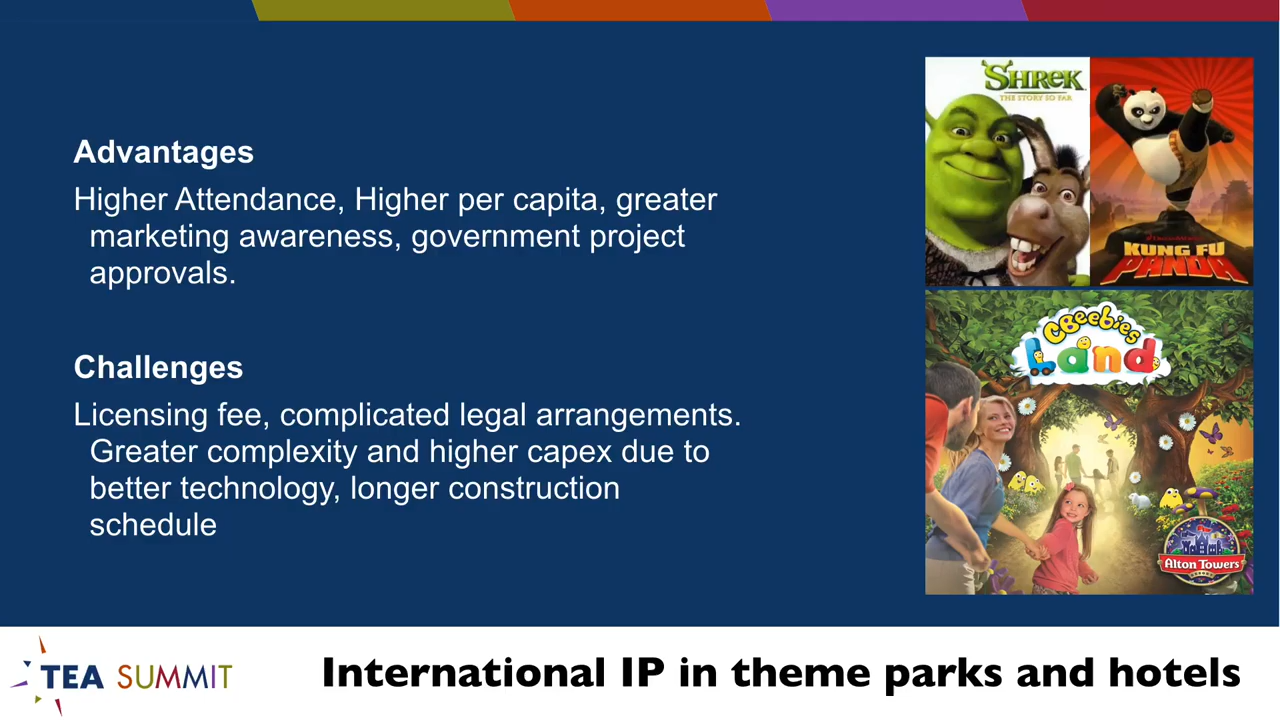 Advantages
Higher Attendance, Higher per capita, greater
marketing awareness, government project
approvals.
Challenges
Licensing fee, complicated legal arrangements.
Greater complexity and higher capex due to
better technology, longer construction
schedule
SHREK
THE STORY SO FAR
KUNG FU
PANDA
CBeebies
Land
Alton Towers
TEA SUMMIT
International IP in theme parks and hotels